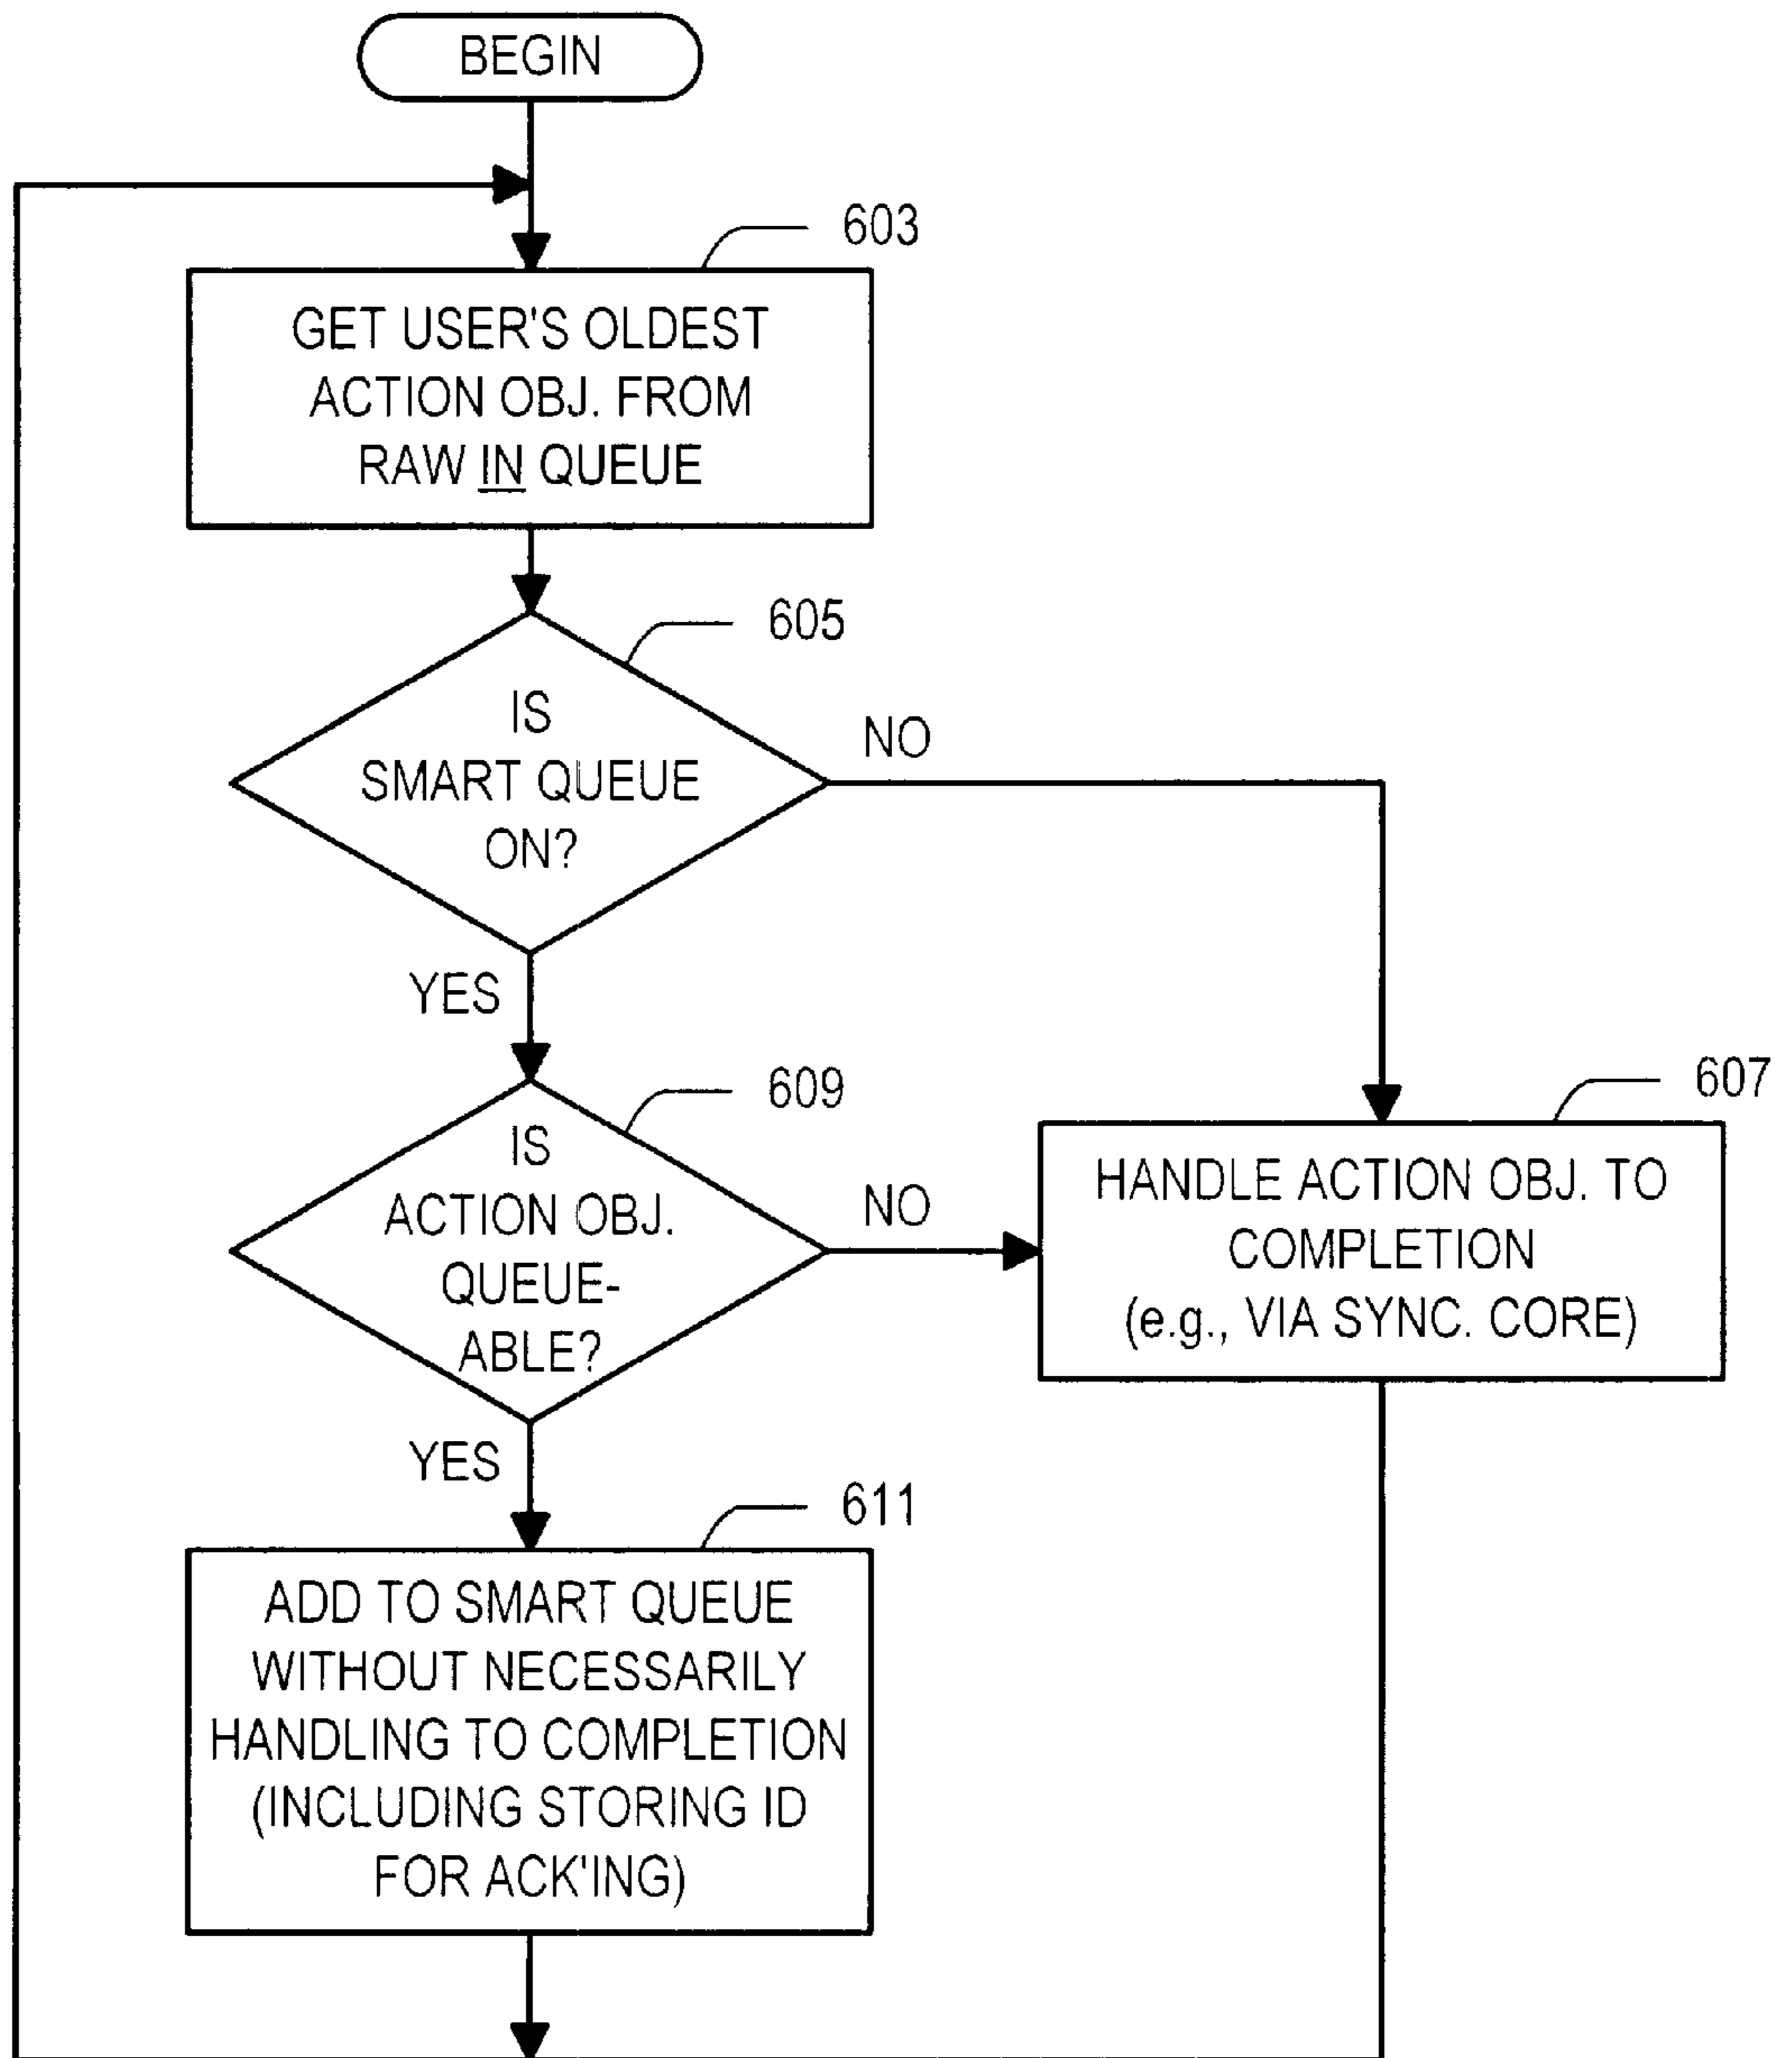 BEGIN
603
GET USER'S OLDEST
ACTION OBJ. FROM
RAW IN QUEUE
605
IS
SMART QUEUE
ON?
NO
YES
609
607
IS
ACTION OBJ.
QUEUE-
ABLE?
NO
HANDLE ACTION OBJ. TO
COMPLETION
(e.g., VIA SYNC. CORE)
YES
611
ADD TO SMART QUEUE
WITHOUT NECESSARILY
HANDLING TO COMPLETION
(INCLUDING STORING ID
FOR ACK'ING)